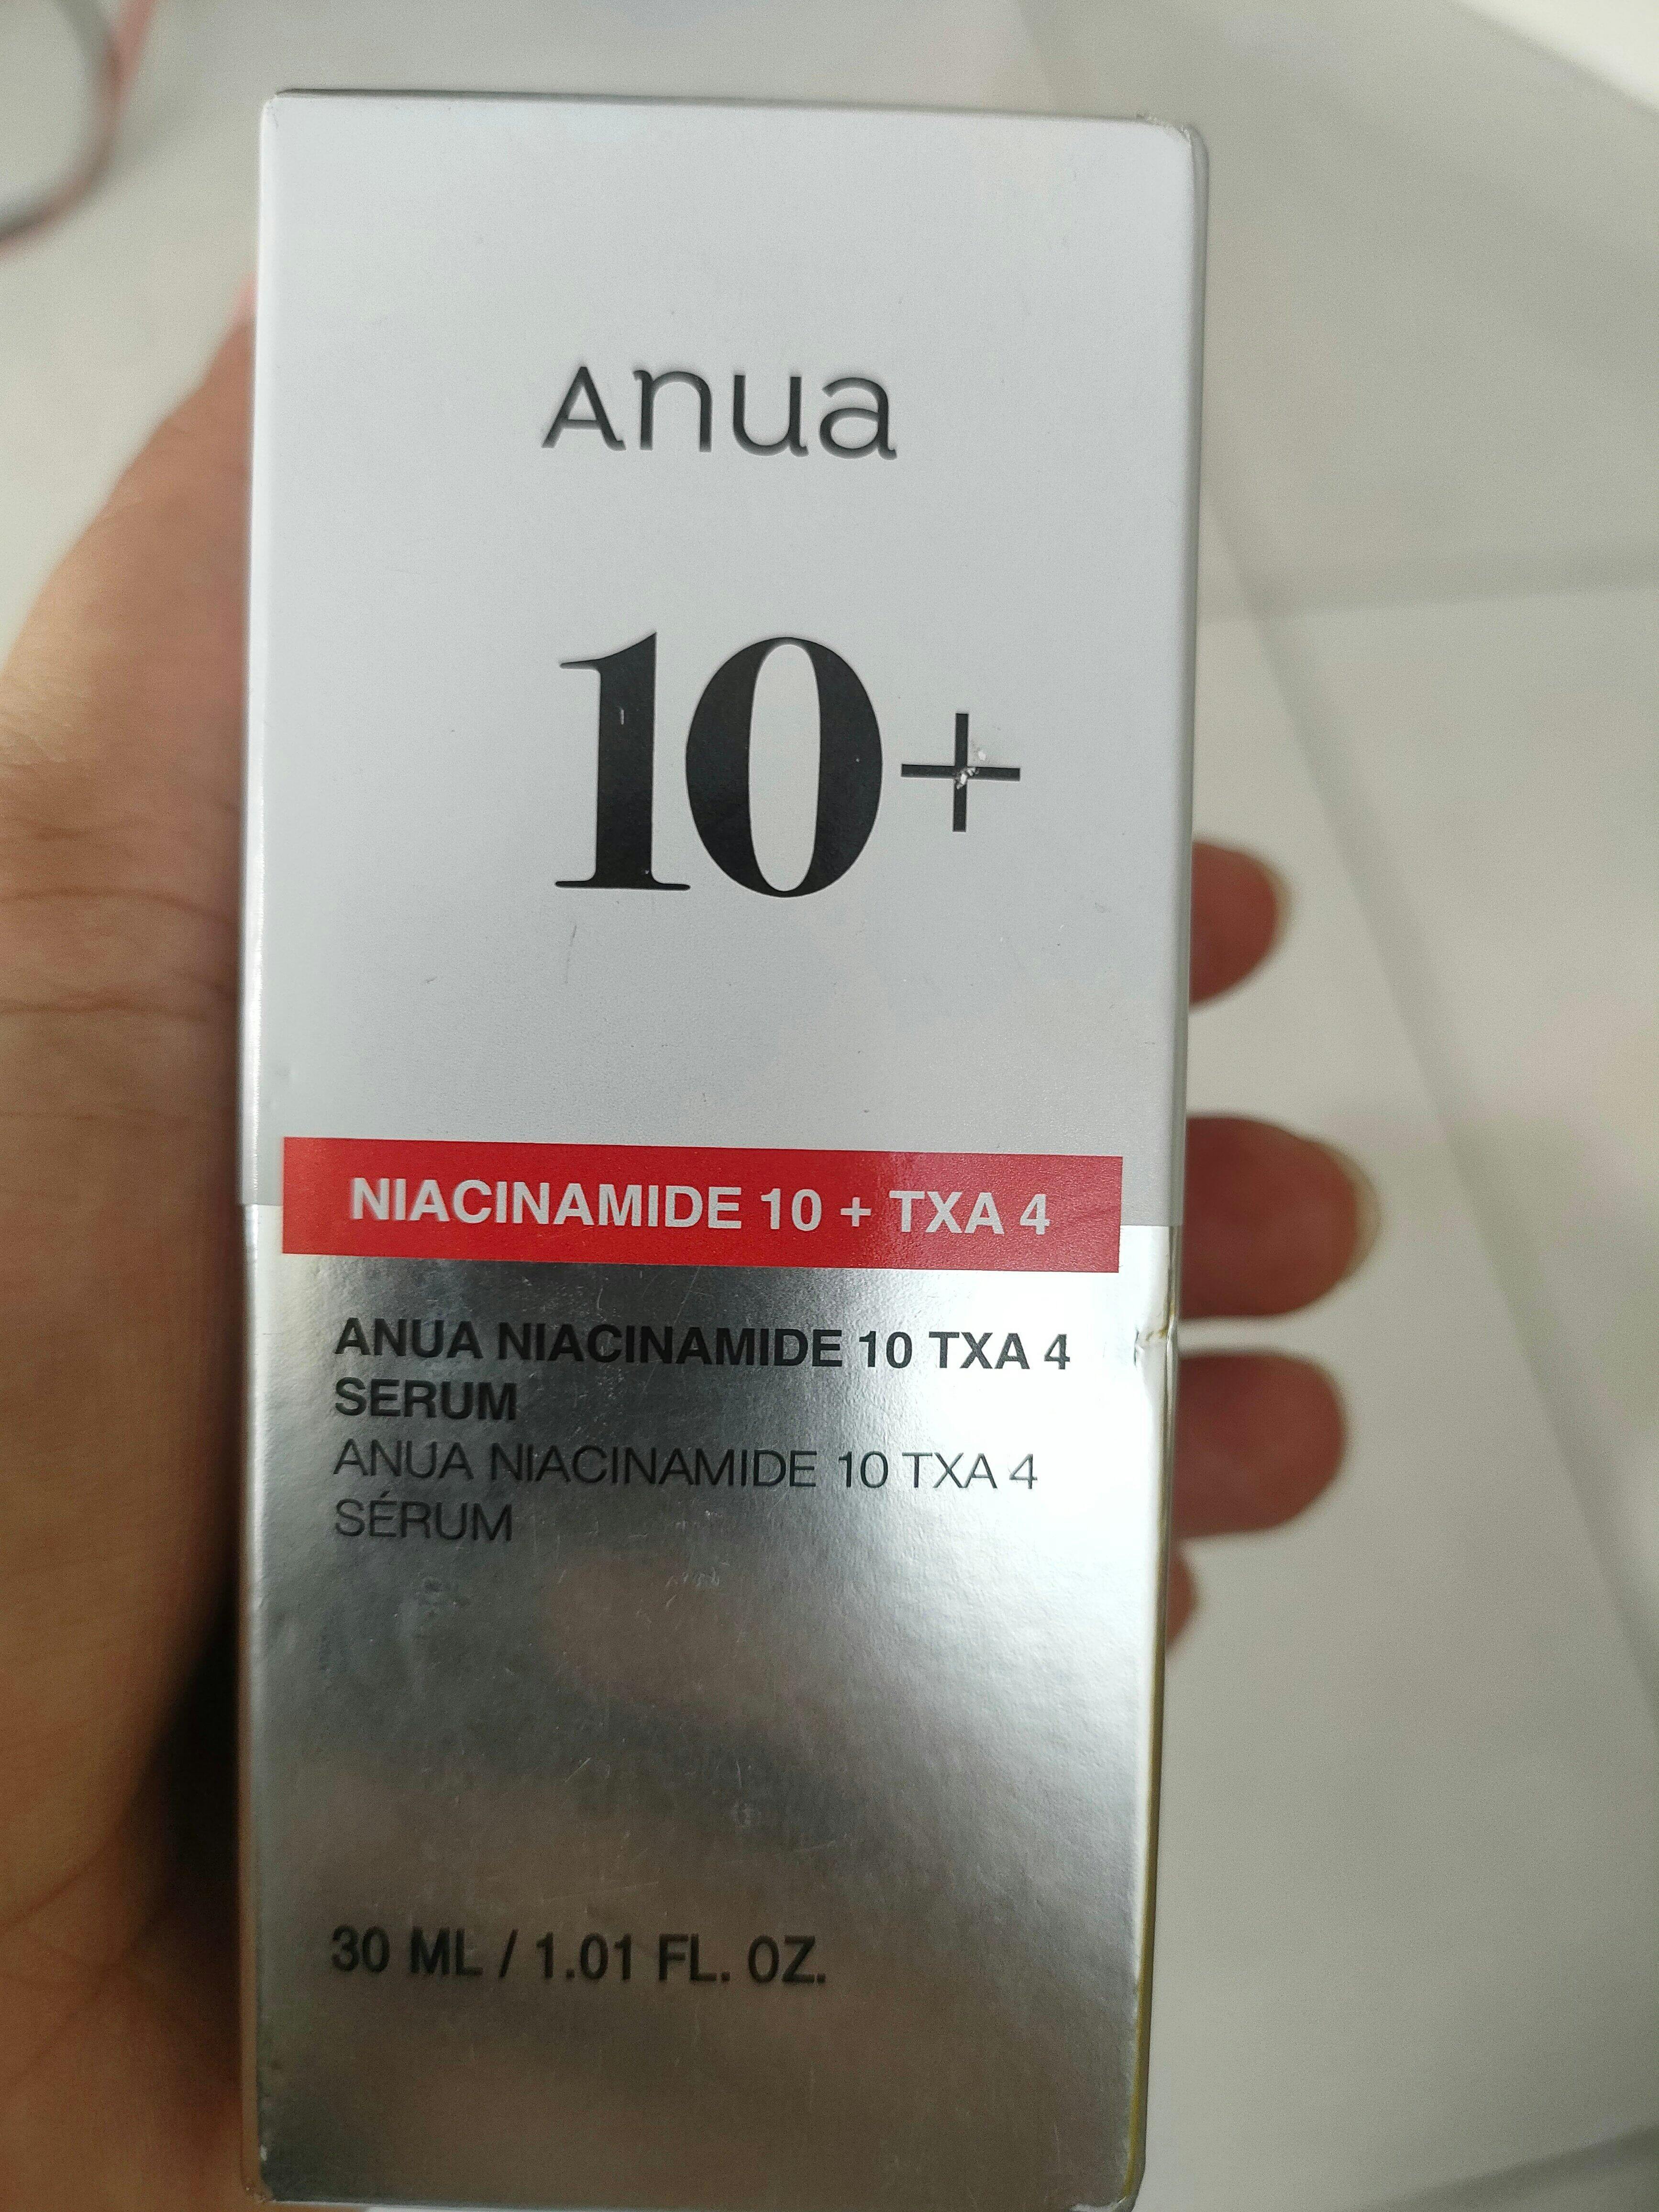 Anua
10+
NIACINAMIDE 10 + TXA 4
ANUA NIACINAMIDE 10 TXA 4
SERUM
ANUA NIACINAMIDE 10 TXA 4
SÉRUM
30 ML / 1.01 FL. OZ.